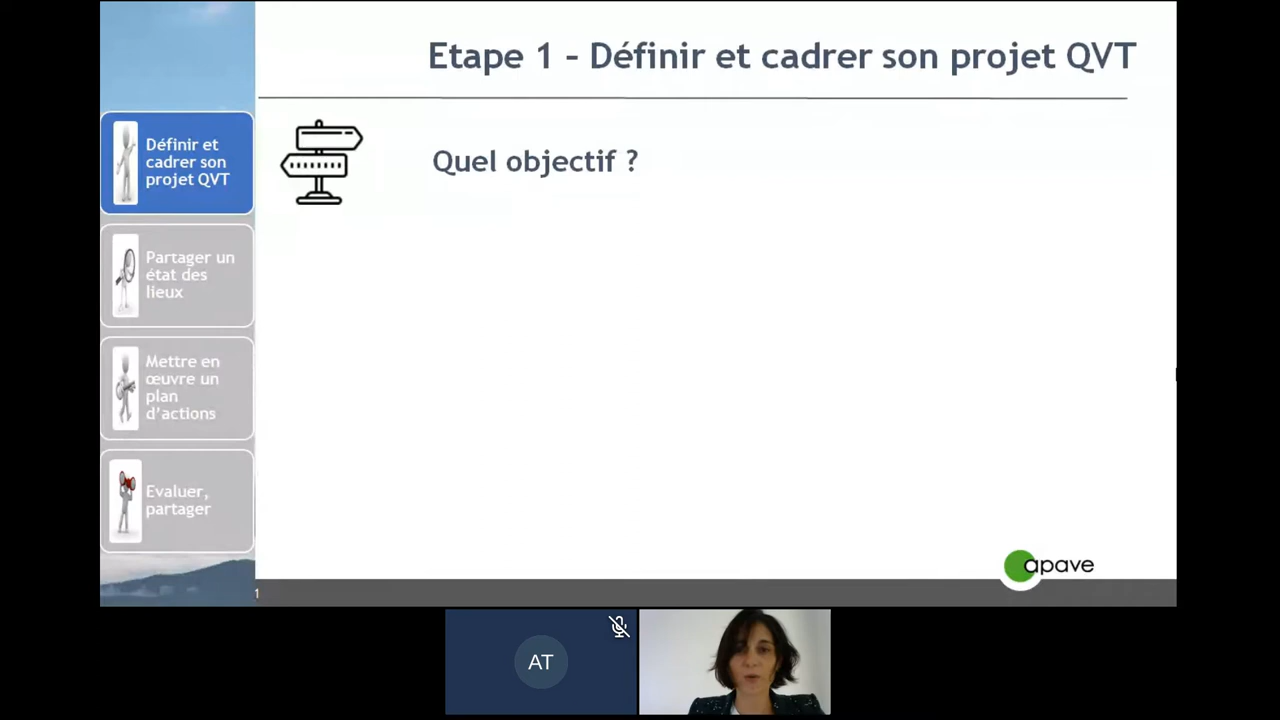 Etape 1 – Définir et cadrer son projet QVT
Définir et
cadrer son
projet QVT
Quel objectif ?
Partager un
état des
lieux
Mettre en
œuvre un
plan
d'actions
Evaluer,
partager
apave
1
AT